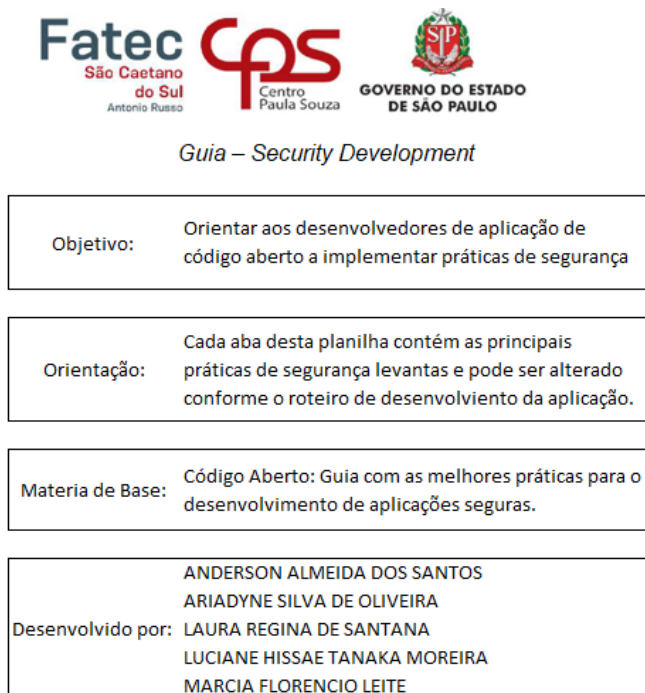 Fatec
São Caetano
do Sul
Antonio Russo
CPS
Centro
Paula Souza
SP
GOVERNO DO ESTADO
DE SÃO PAULO
Guia – Security Development
Objetivo:
Orientar aos desenvolvedores de aplicação de
código aberto a implementar práticas de segurança
Orientação:
Cada aba desta planilha contém as principais
práticas de segurança levantas e pode ser alterado
conforme o roteiro de desenvolviento da aplicação.
Materia de Base:
Código Aberto: Guia com as melhores práticas para o
desenvolvimento de aplicações seguras.
Desenvolvido por:
ANDERSON ALMEIDA DOS SANTOS
ARIADYNE SILVA DE OLIVEIRA
LAURA REGINA DE SANTANA
LUCIANE HISSAE TANAKA MOREIRA
MARCIA FLORENCIO LEITE